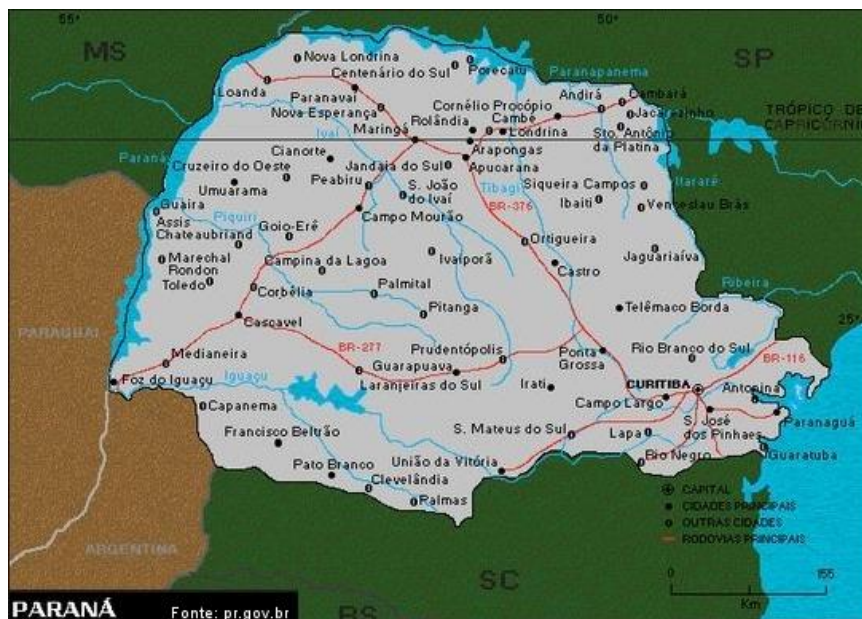 55°
50°
MS
SP
Nova Londrina
Centenário do Sul
Porecatu
Paranapanema
Loanda
Paranavaí
Andirá
Cambará
Nova Esperança
Cornélio Procópio
Jacarezinho
Rolândia
Cambé
TRÓPICO DE
CAPRICÓRNIO
Ivaí
Maringá
Londrina
Sto. Antônio
da Platina
Arapongas
Paraná
Cianorte
Jandaia do Sul
Apucarana
Cruzeiro do Oeste
Tibagi
Itararé
Umuarama
Peabiru
S. João
do Ivaí
Siqueira Campos
Ibaiti
Venceslau Brás
Guaíra
Piquiri
Campo Mourão
BR-376
Assis
Chateaubriand
Goio-Erê
Ortigueira
Ivaiporã
Jaguariaíva
Marechal
Rondon
Campina da Lagoa
Castro
Toledo
Corbélia
Palmital
Ribeira
Pitanga
Telêmaco Borda
25°
Cascavel
PARAGUAI
BR-277
Prudentópolis
Ponta
Grossa
Rio Branco do Sul
BR-116
Medianeira
Guarapuava
Foz do Iguaçu
Iguaçu
Laranjeiras do Sul
Irati
CURITIBA
Antonina
Campo Largo
Capanema
Paranaguá
S. José
dos Pinhaes
Francisco Beltrão
S. Mateus do Sul
Lapa
Guaratuba
Pato Branco
União da Vitória
Rio Negro
Clevelândia
Palmas
CAPITAL
CIDADES PRINCIPAIS
OUTRAS CIDADES
RODOVIAS PRINCIPAIS
ARGENTINA
SC
0
155
Km
PARANÁ
Fonte: pr.gov.br
RS